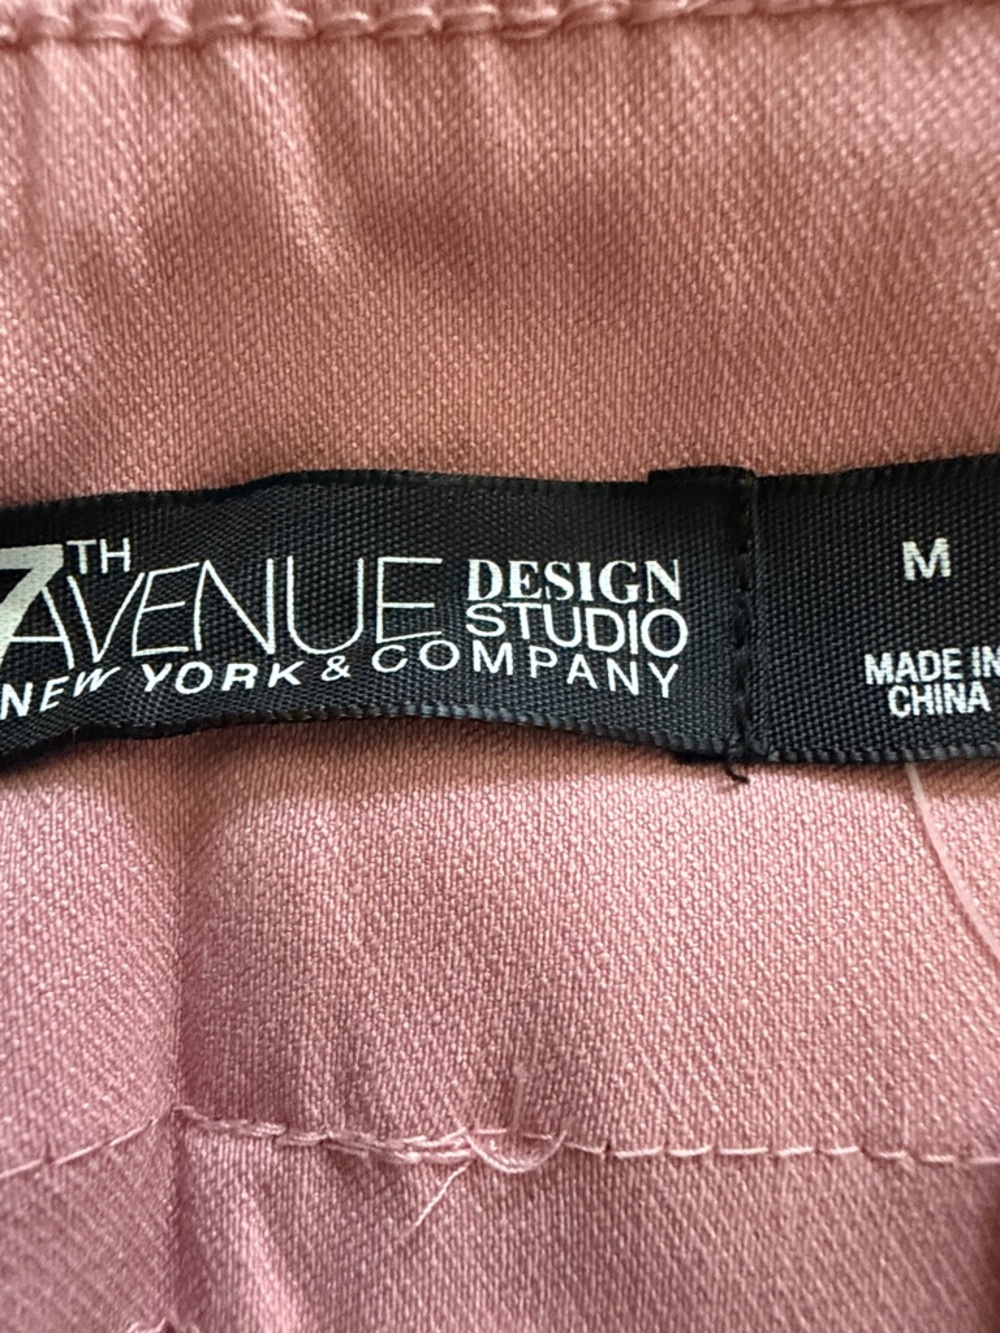 7TH AVENUE DESIGN STUDIO
NEW YORK & COMPANY
M
MADE IN
CHINA